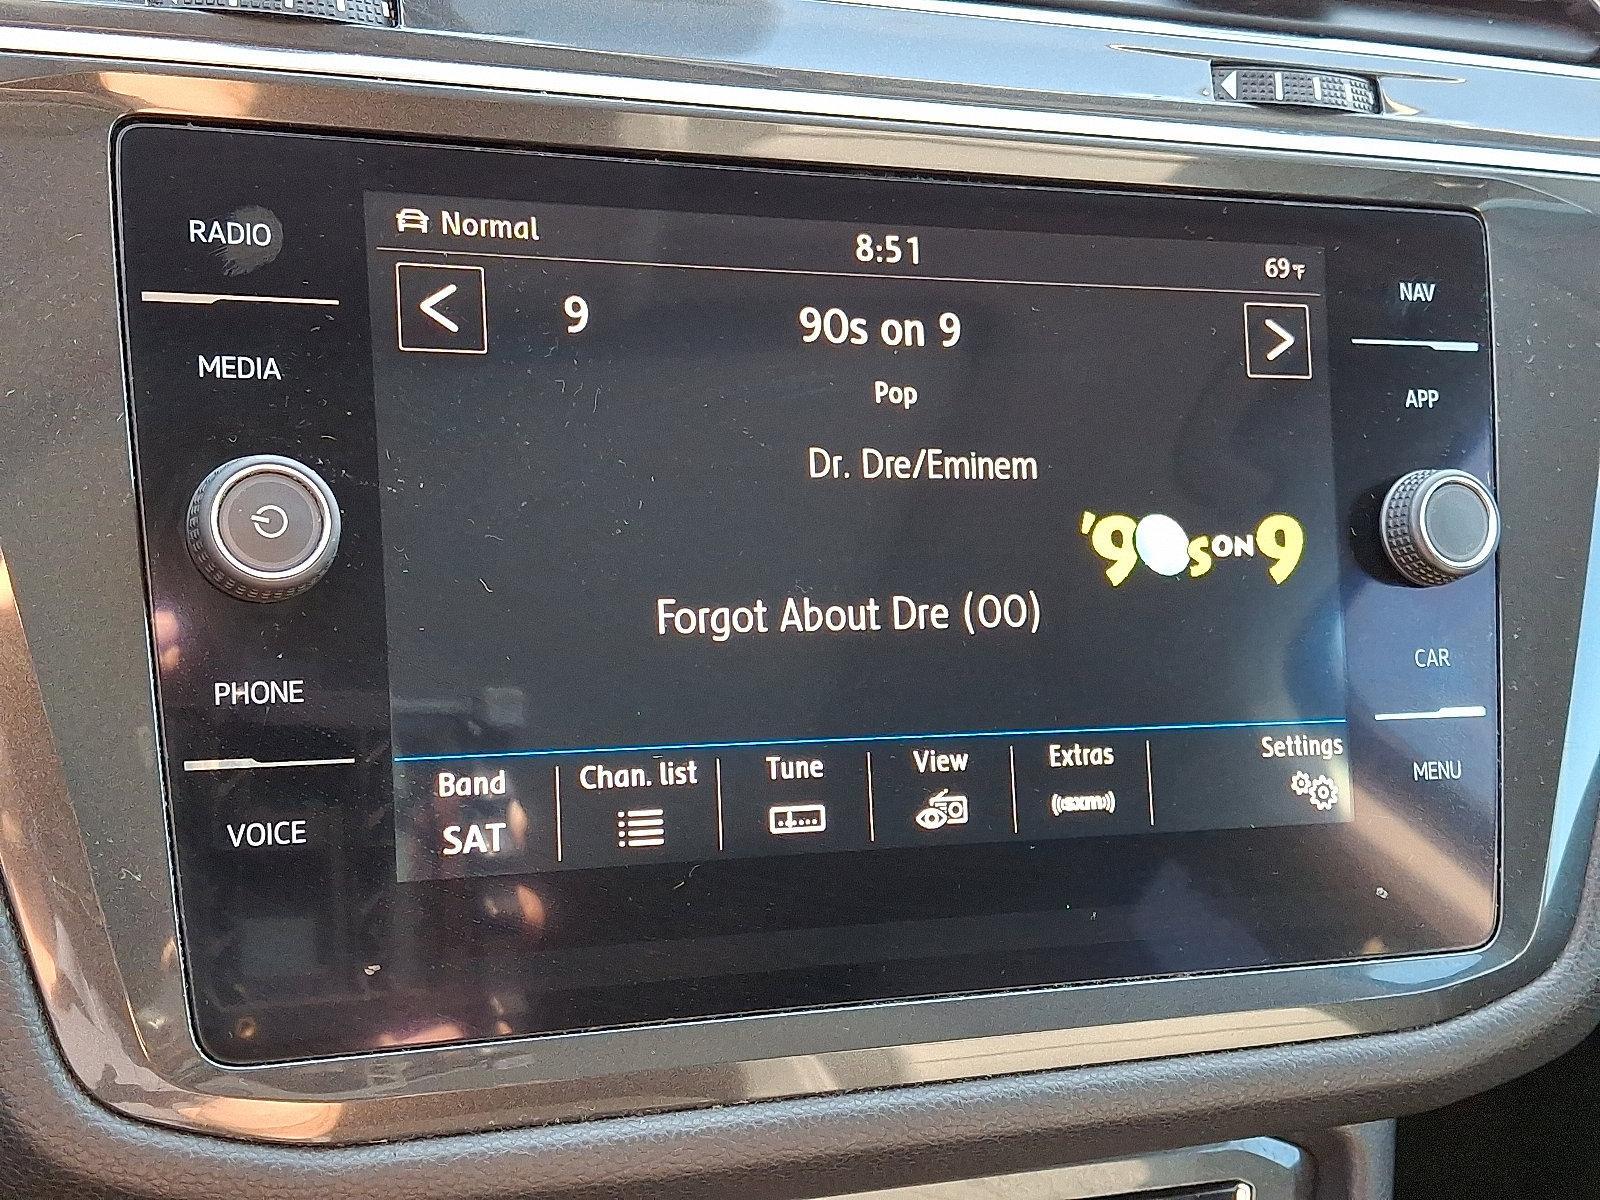 RADIO
MEDIA
PHONE
VOICE
Normal
8:51
69°F
9
90s on 9
Pop
Dr. Dre/Eminem
'90s ON 9
Forgot About Dre (00)
Band
SAT
Chan. list
Tune
View
Extras
((sxm))
Settings
NAV
APP
CAR
MENU